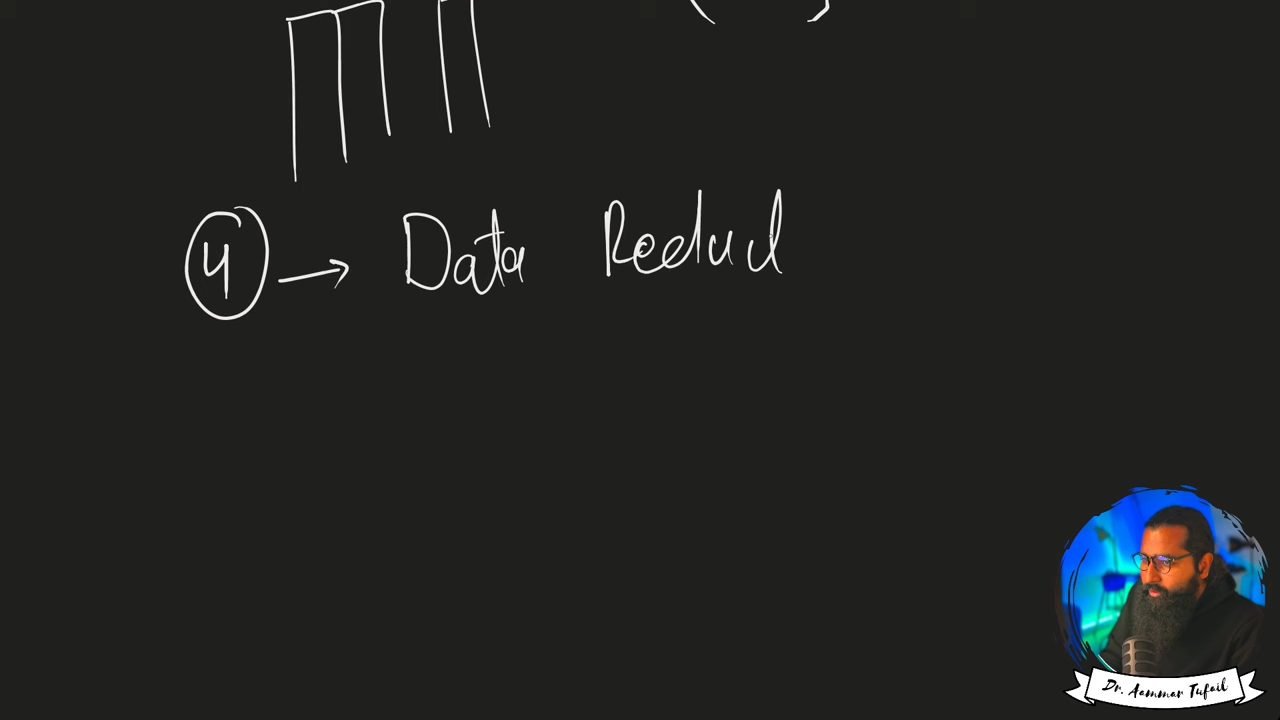 4 → Data Reduct
Dr. Aammar Tufail